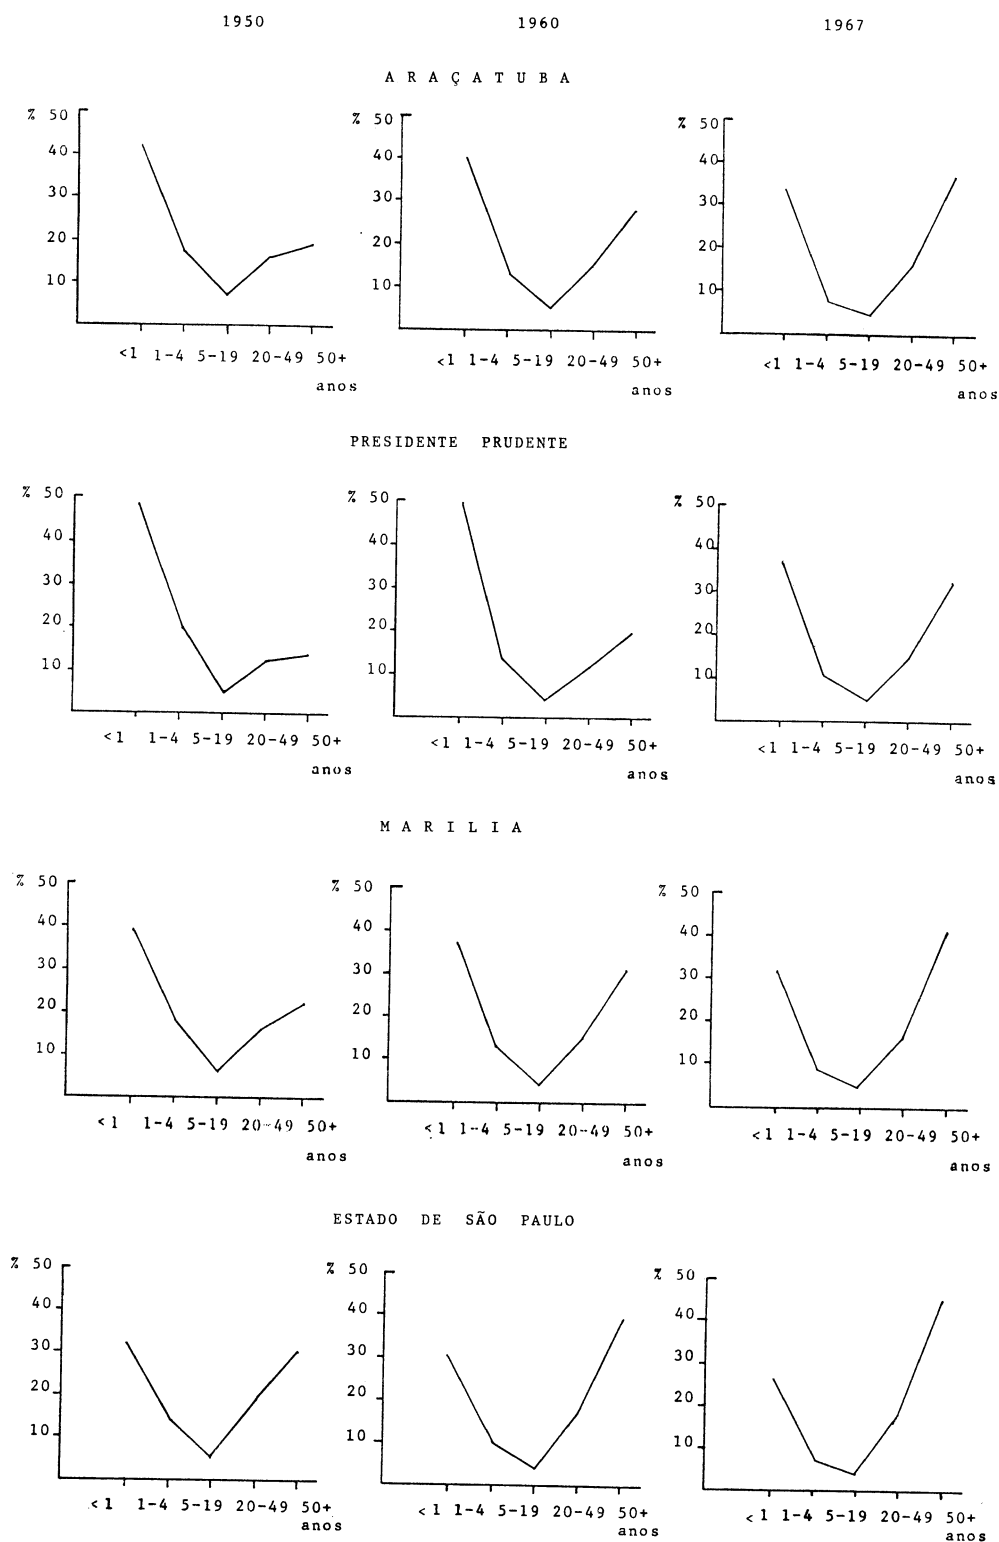 1950 1960 1967
ARAÇATUBA
% 50 % 50 % 50
40 40 40
30 30 30
20 20 20
10 10 10
<1 1-4 5-19 20-49 50+ <1 1-4 5-19 20-49 50+ <1 1-4 5-19 20-49 50+
anos anos anos
PRESIDENTE PRUDENTE
% 50 % 50 % 50
40 40 40
30 30 30
20 20 20
10 10 10
<1 1-4 5-19 20-49 50+ <1 1-4 5-19 20-49 50+ <1 1-4 5-19 20-49 50+
anos anos anos
MARILIA
% 50 % 50 % 50
40 40 40
30 30 30
20 20 20
10 10 10
<1 1-4 5-19 20-49 50+ <1 1-4 5-19 20-49 50+ <1 1-4 5-19 20-49 50+
anos anos anos
ESTADO DE SÃO PAULO
% 50 % 50 % 50
40 40 40
30 30 30
20 20 20
10 10 10
<1 1-4 5-19 20-49 50+ <1 1-4 5-19 20-49 50+ <1 1-4 5-19 20-49 50+
anos anos anos